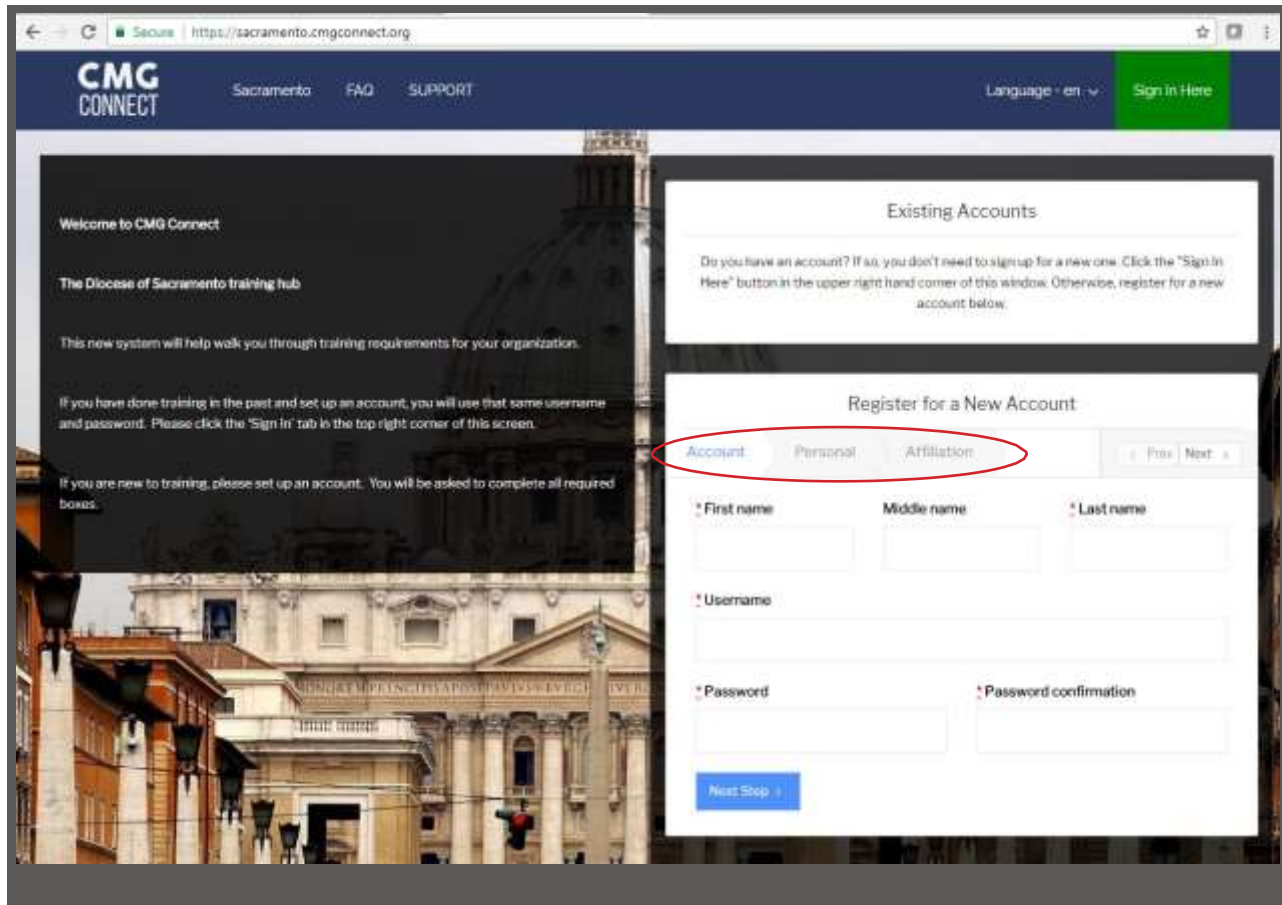 Secure | https://sacramento.cmgconnect.org
CMG
CONNECT
Sacramento FAQ SUPPORT
Language - en
Sign In Here
Welcome to CMG Connect
The Diocese of Sacramento training hub
This new system will help walk you through training requirements for your organization.
If you have done training in the past and set up an account, you will use that same username
and password. Please click the 'Sign In' tab in the top right corner of this screen.
If you are new to training, please set up an account. You will be asked to complete all required
boxes.
Existing Accounts
Do you have an account? If so, you don't need to sign up for a new one. Click the "Sign In
Here" button in the upper right hand corner of this window. Otherwise, register for a new
account below.
Register for a New Account
Account Personal Affiliation
‹ Prev Next ›
* First name Middle name * Last name
* Username
* Password * Password confirmation
Next Step ›